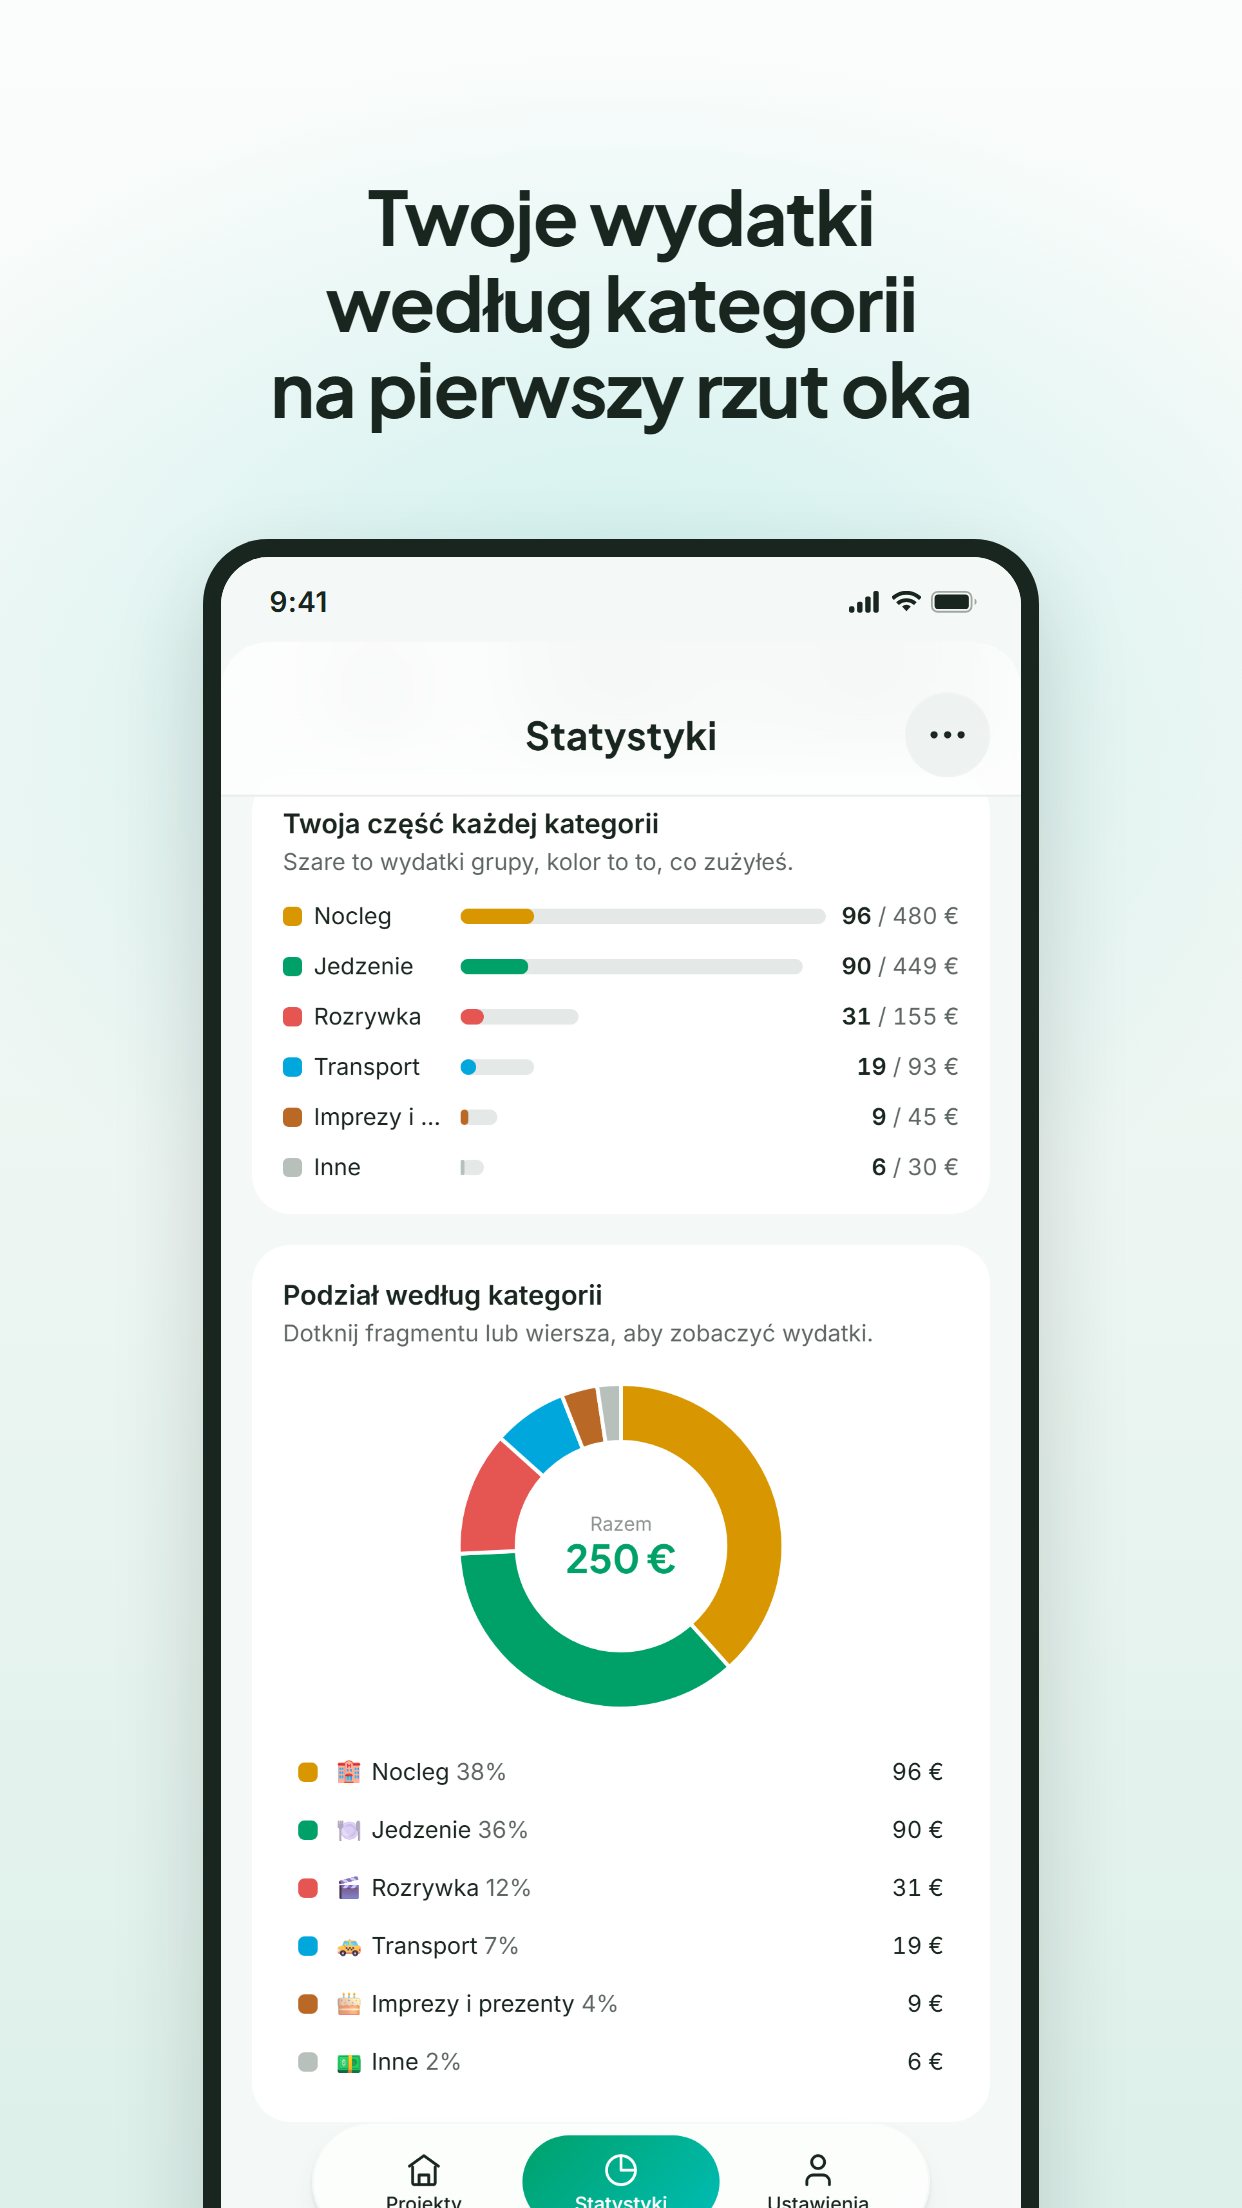 Twoje wydatki
według kategorii
na pierwszy rzut oka
9:41
Statystyki
Twoja część każdej kategorii
Szare to wydatki grupy, kolor to to, co zużyłeś.
Nocleg 96 / 480 €
Jedzenie 90 / 449 €
Rozrywka 31 / 155 €
Transport 19 / 93 €
Imprezy i ... 9 / 45 €
Inne 6 / 30 €
Podział według kategorii
Dotknij fragmentu lub wiersza, aby zobaczyć wydatki.
Razem
250 €
Nocleg 38% 96 €
Jedzenie 36% 90 €
Rozrywka 12% 31 €
Transport 7% 19 €
Imprezy i prezenty 4% 9 €
Inne 2% 6 €
Projekty Statystyki Ustawienia